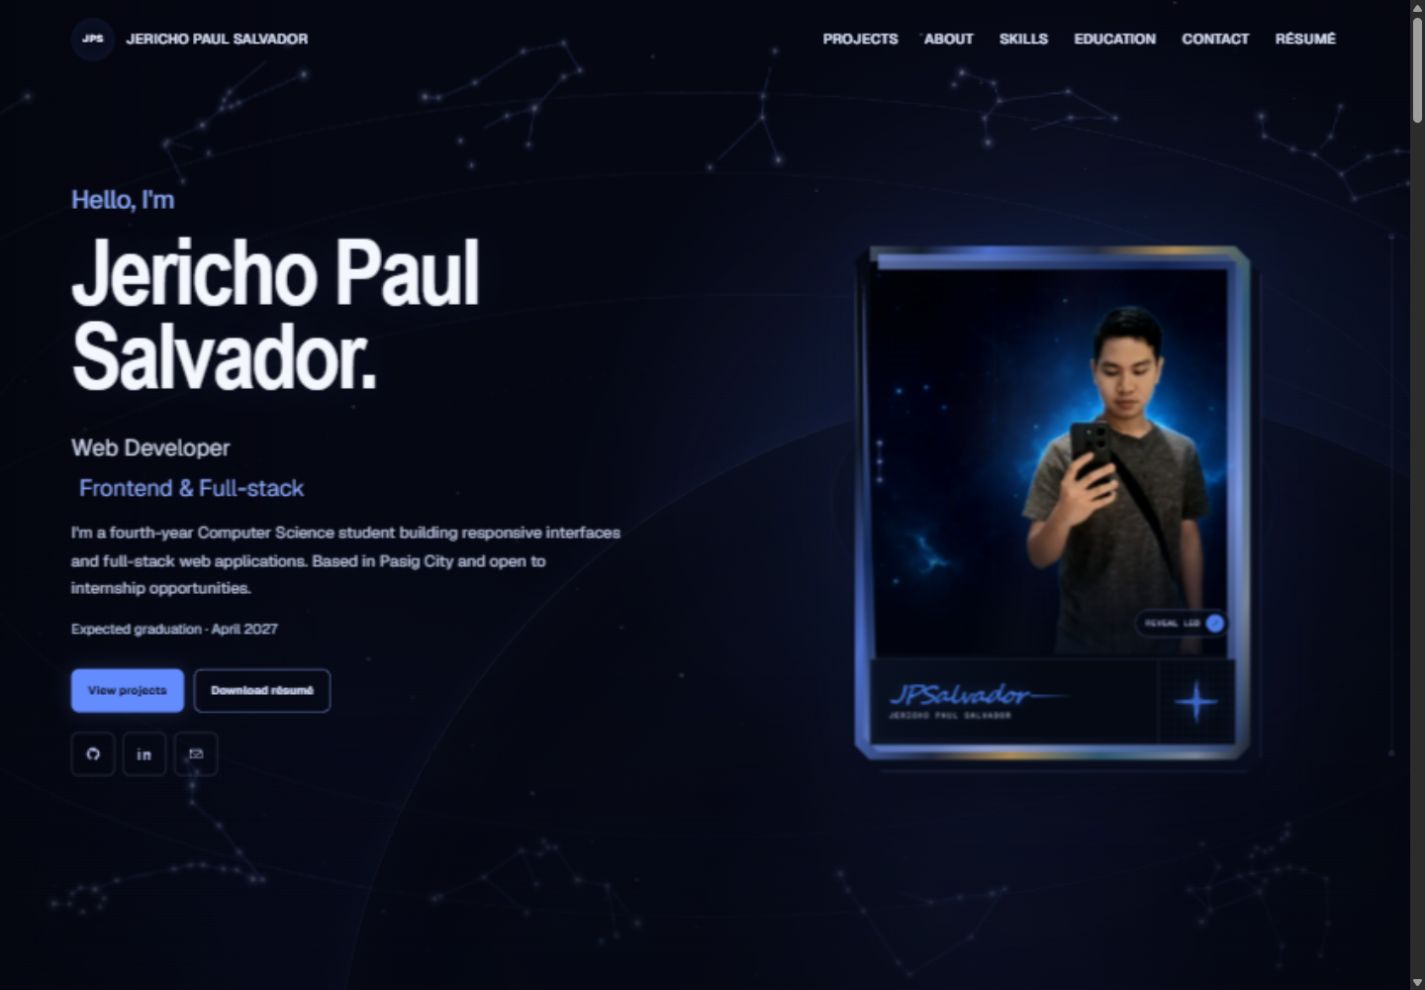 JPS
JERICHO PAUL SALVADOR
PROJECTS ABOUT SKILLS EDUCATION CONTACT RÉSUMÉ
Hello, I'm
Jericho Paul
Salvador.
Web Developer
Frontend & Full-stack
I'm a fourth-year Computer Science student building responsive interfaces
and full-stack web applications. Based in Pasig City and open to
internship opportunities.
Expected graduation · April 2027
View projects
Download résumé
in
REVEAL LEO
JPSalvador
JERICHO PAUL SALVADOR